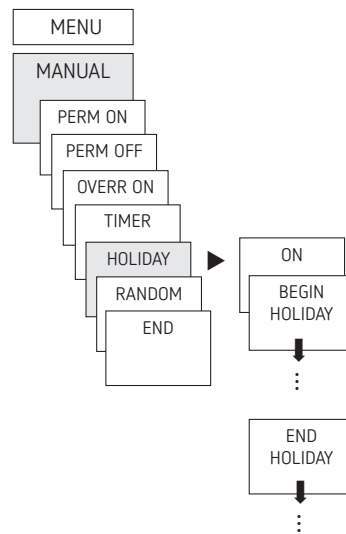 MENU
MANUAL
PERM ON
PERM OFF
OVERR ON
TIMER
HOLIDAY
RANDOM
END
ON
BEGIN
HOLIDAY
END
HOLIDAY